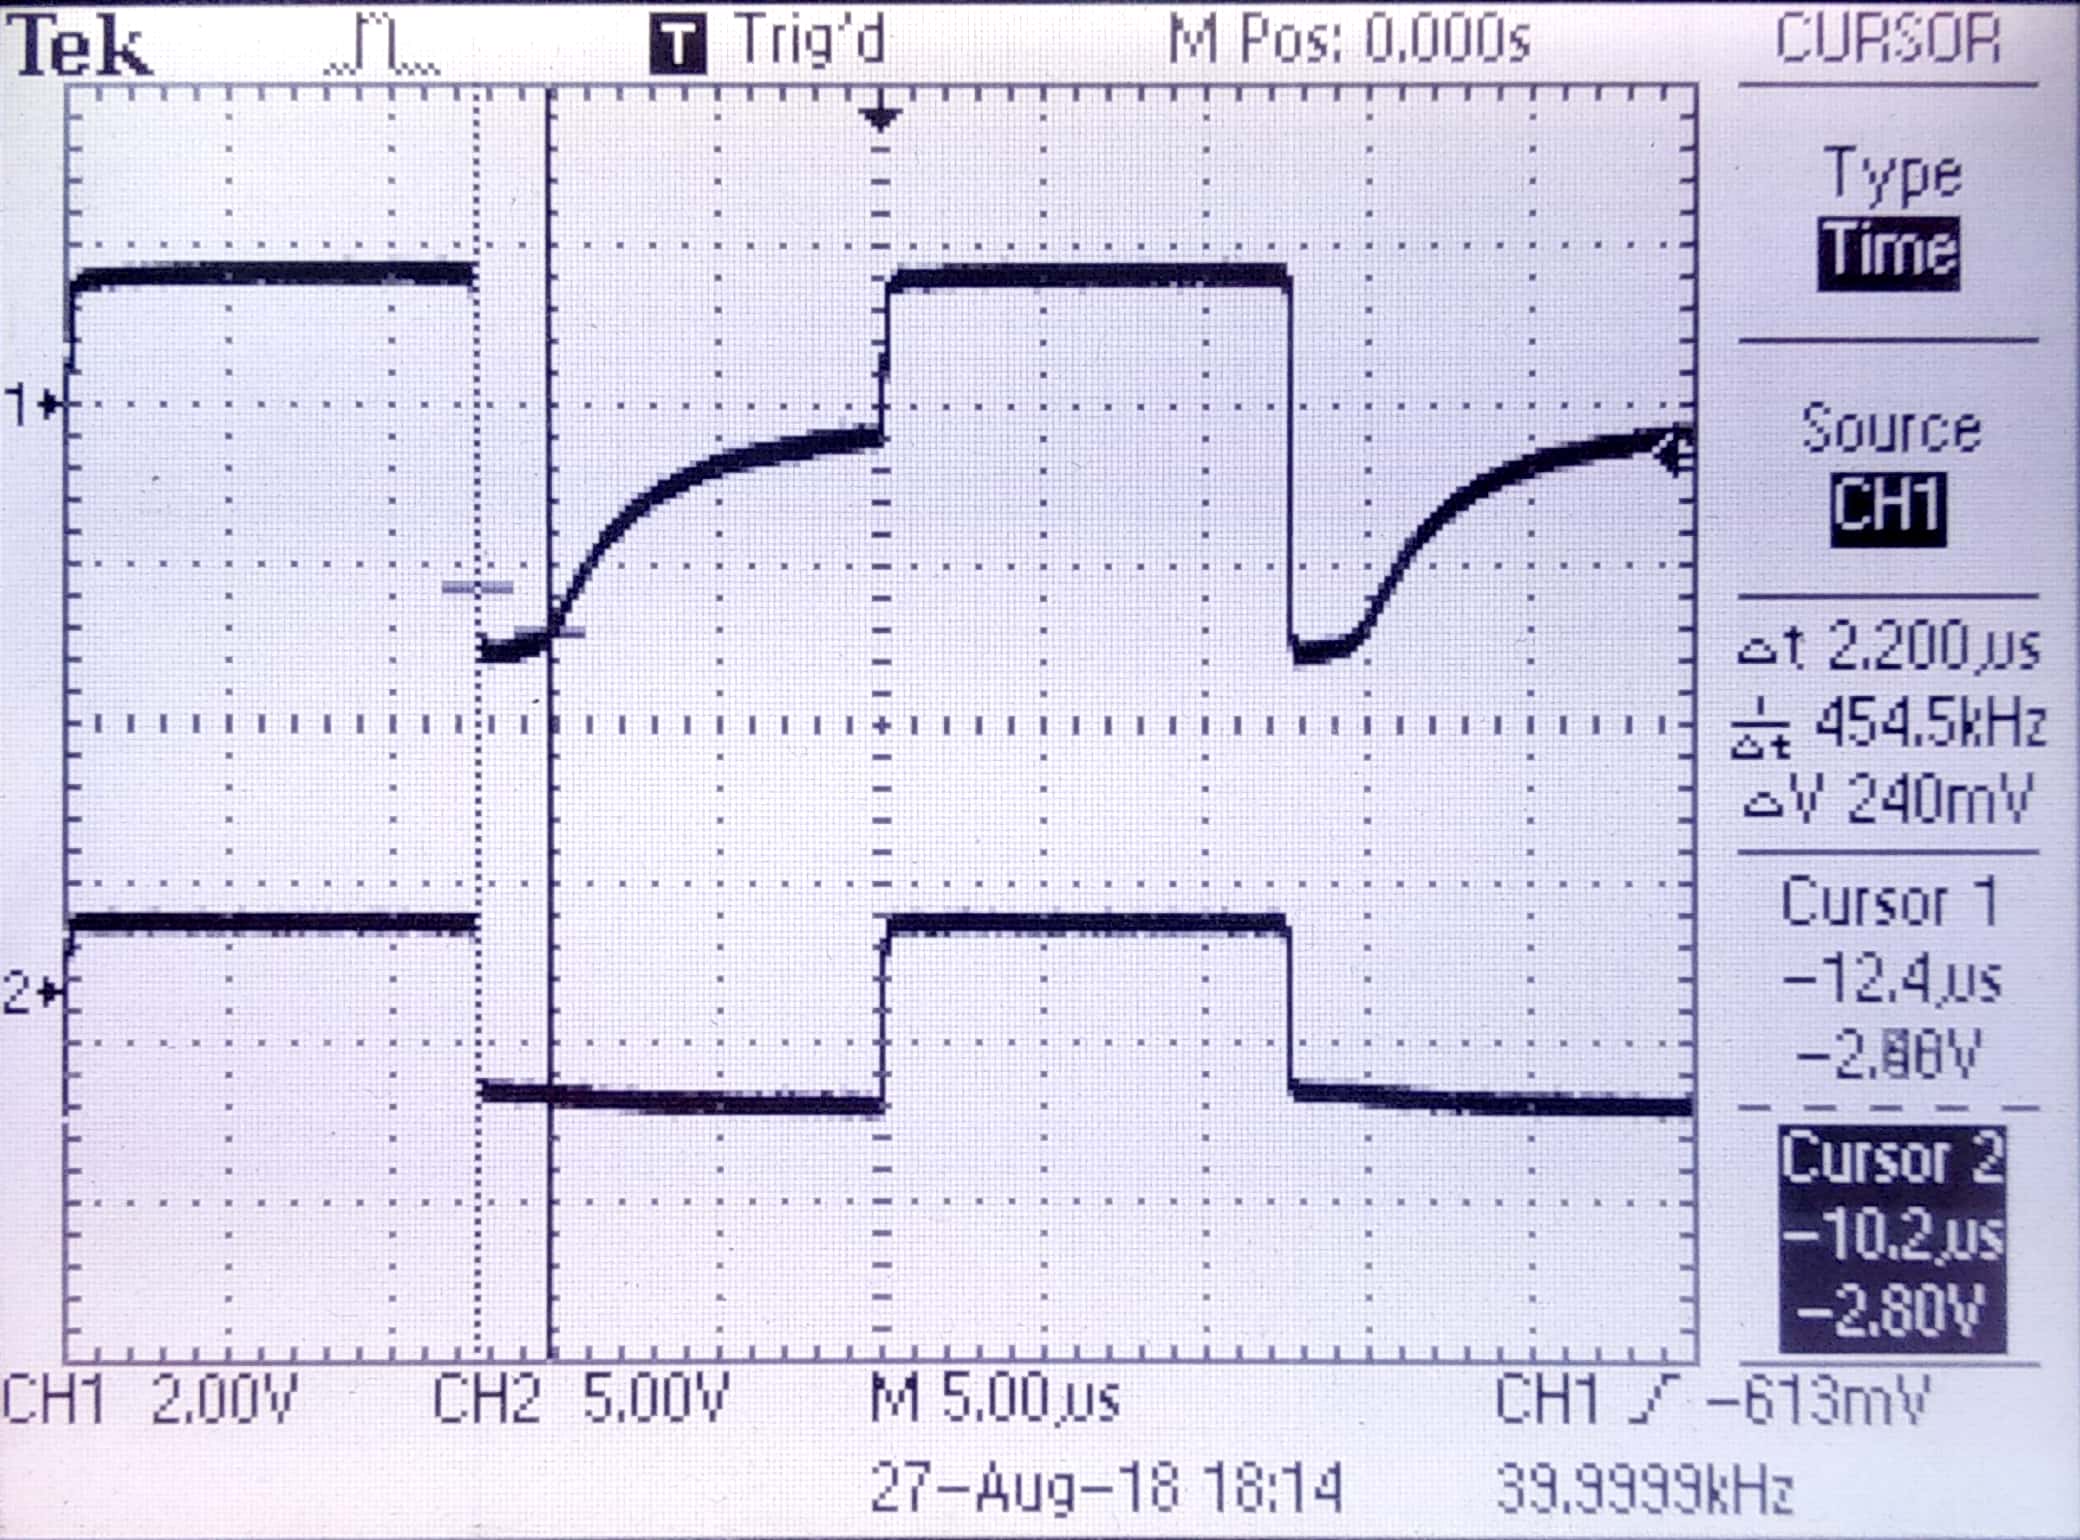 Tek T Trig'd M Pos: 0.000s CURSOR
Type
Time
Source
CH1
Δt 2.200µs
1/Δt 454.5kHz
ΔV 240mV
Cursor 1
-12.4µs
Cursor 2
-10.2µs
-2.80V
1
2
CH1 2.00V CH2 5.00V M 5.00µs CH1 -613mV
27-Aug-18 18:14 39.9999kHz